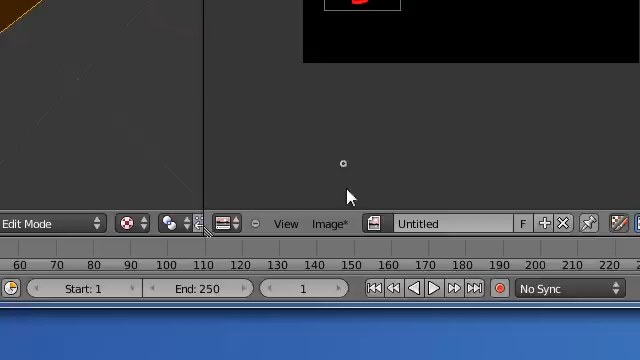 Edit Mode View Image* Untitled F
60 70 80 90 100 110 120 130 140 150 160 170 180 190 200 210 220
Start: 1 End: 250 1 No Sync